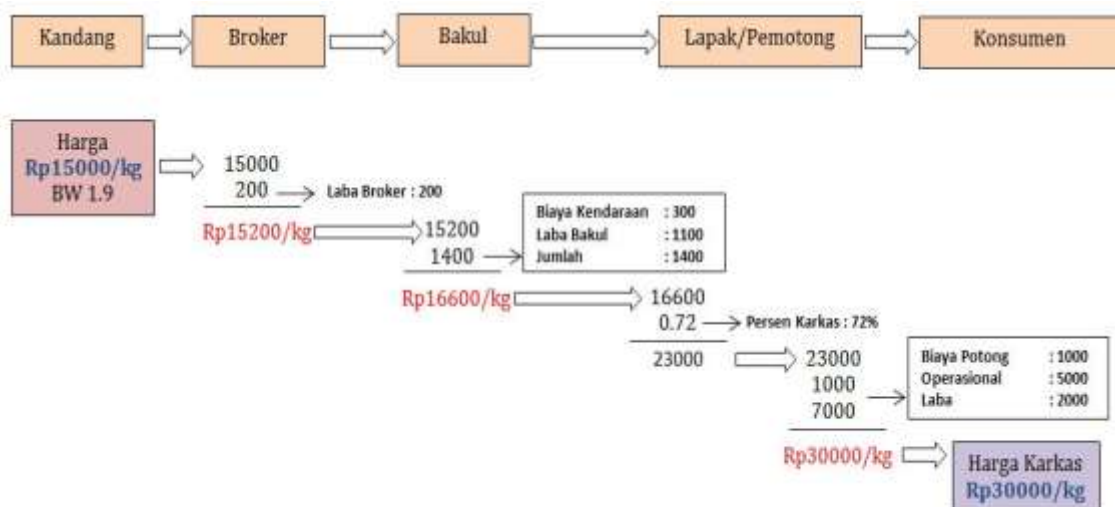 Kandang
Broker
Bakul
Lapak/Pemotong
Konsumen
Harga
Rp15000/kg
BW 1.9
15000
200
Laba Broker : 200
Rp15200/kg
15200
1400
Biaya Kendaraan : 300
Laba Bakul : 1100
Jumlah : 1400
Rp16600/kg
16600
0.72
Persen Karkas : 72%
23000
23000
1000
7000
Biaya Potong : 1000
Operasional : 5000
Laba : 2000
Rp30000/kg
Harga Karkas
Rp30000/kg